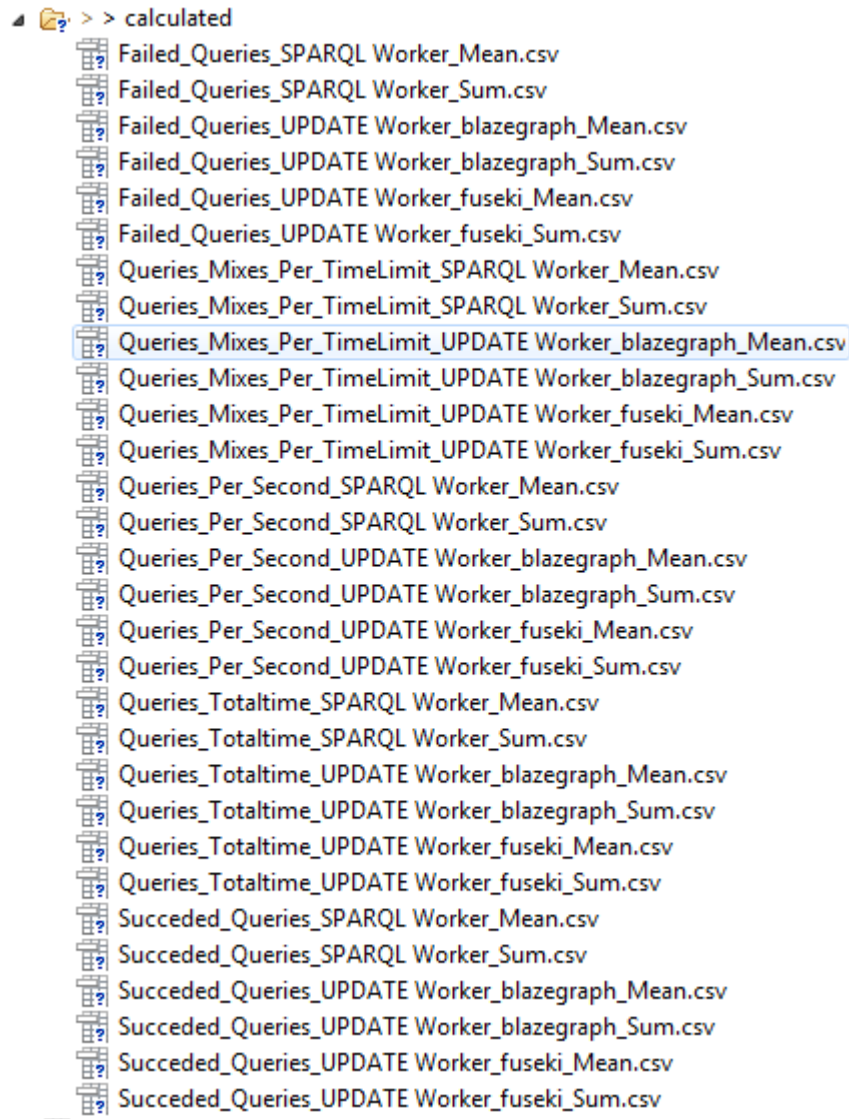 > > calculated
Failed_Queries_SPARQL Worker_Mean.csv
Failed_Queries_SPARQL Worker_Sum.csv
Failed_Queries_UPDATE Worker_blazegraph_Mean.csv
Failed_Queries_UPDATE Worker_blazegraph_Sum.csv
Failed_Queries_UPDATE Worker_fuseki_Mean.csv
Failed_Queries_UPDATE Worker_fuseki_Sum.csv
Queries_Mixes_Per_TimeLimit_SPARQL Worker_Mean.csv
Queries_Mixes_Per_TimeLimit_SPARQL Worker_Sum.csv
Queries_Mixes_Per_TimeLimit_UPDATE Worker_blazegraph_Mean.csv
Queries_Mixes_Per_TimeLimit_UPDATE Worker_blazegraph_Sum.csv
Queries_Mixes_Per_TimeLimit_UPDATE Worker_fuseki_Mean.csv
Queries_Mixes_Per_TimeLimit_UPDATE Worker_fuseki_Sum.csv
Queries_Per_Second_SPARQL Worker_Mean.csv
Queries_Per_Second_SPARQL Worker_Sum.csv
Queries_Per_Second_UPDATE Worker_blazegraph_Mean.csv
Queries_Per_Second_UPDATE Worker_blazegraph_Sum.csv
Queries_Per_Second_UPDATE Worker_fuseki_Mean.csv
Queries_Per_Second_UPDATE Worker_fuseki_Sum.csv
Queries_Totaltime_SPARQL Worker_Mean.csv
Queries_Totaltime_SPARQL Worker_Sum.csv
Queries_Totaltime_UPDATE Worker_blazegraph_Mean.csv
Queries_Totaltime_UPDATE Worker_blazegraph_Sum.csv
Queries_Totaltime_UPDATE Worker_fuseki_Mean.csv
Queries_Totaltime_UPDATE Worker_fuseki_Sum.csv
Succeded_Queries_SPARQL Worker_Mean.csv
Succeded_Queries_SPARQL Worker_Sum.csv
Succeded_Queries_UPDATE Worker_blazegraph_Mean.csv
Succeded_Queries_UPDATE Worker_blazegraph_Sum.csv
Succeded_Queries_UPDATE Worker_fuseki_Mean.csv
Succeded_Queries_UPDATE Worker_fuseki_Sum.csv